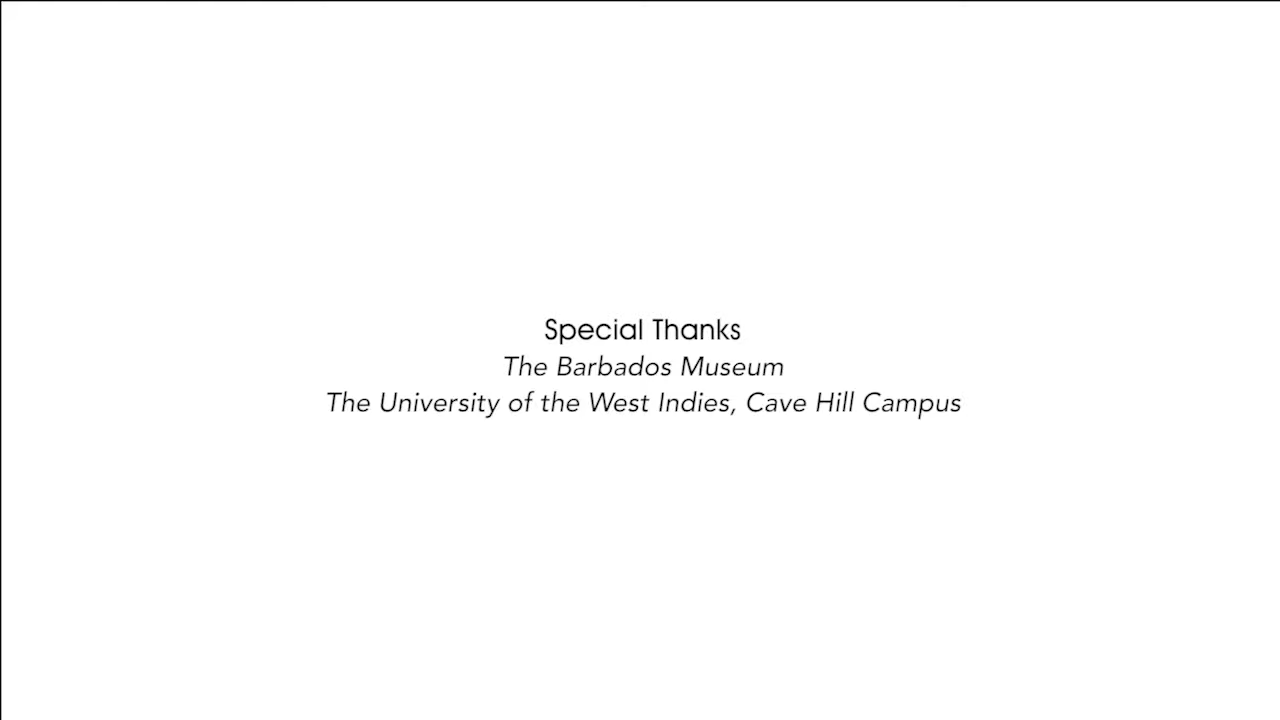 Special Thanks
The Barbados Museum
The University of the West Indies, Cave Hill Campus